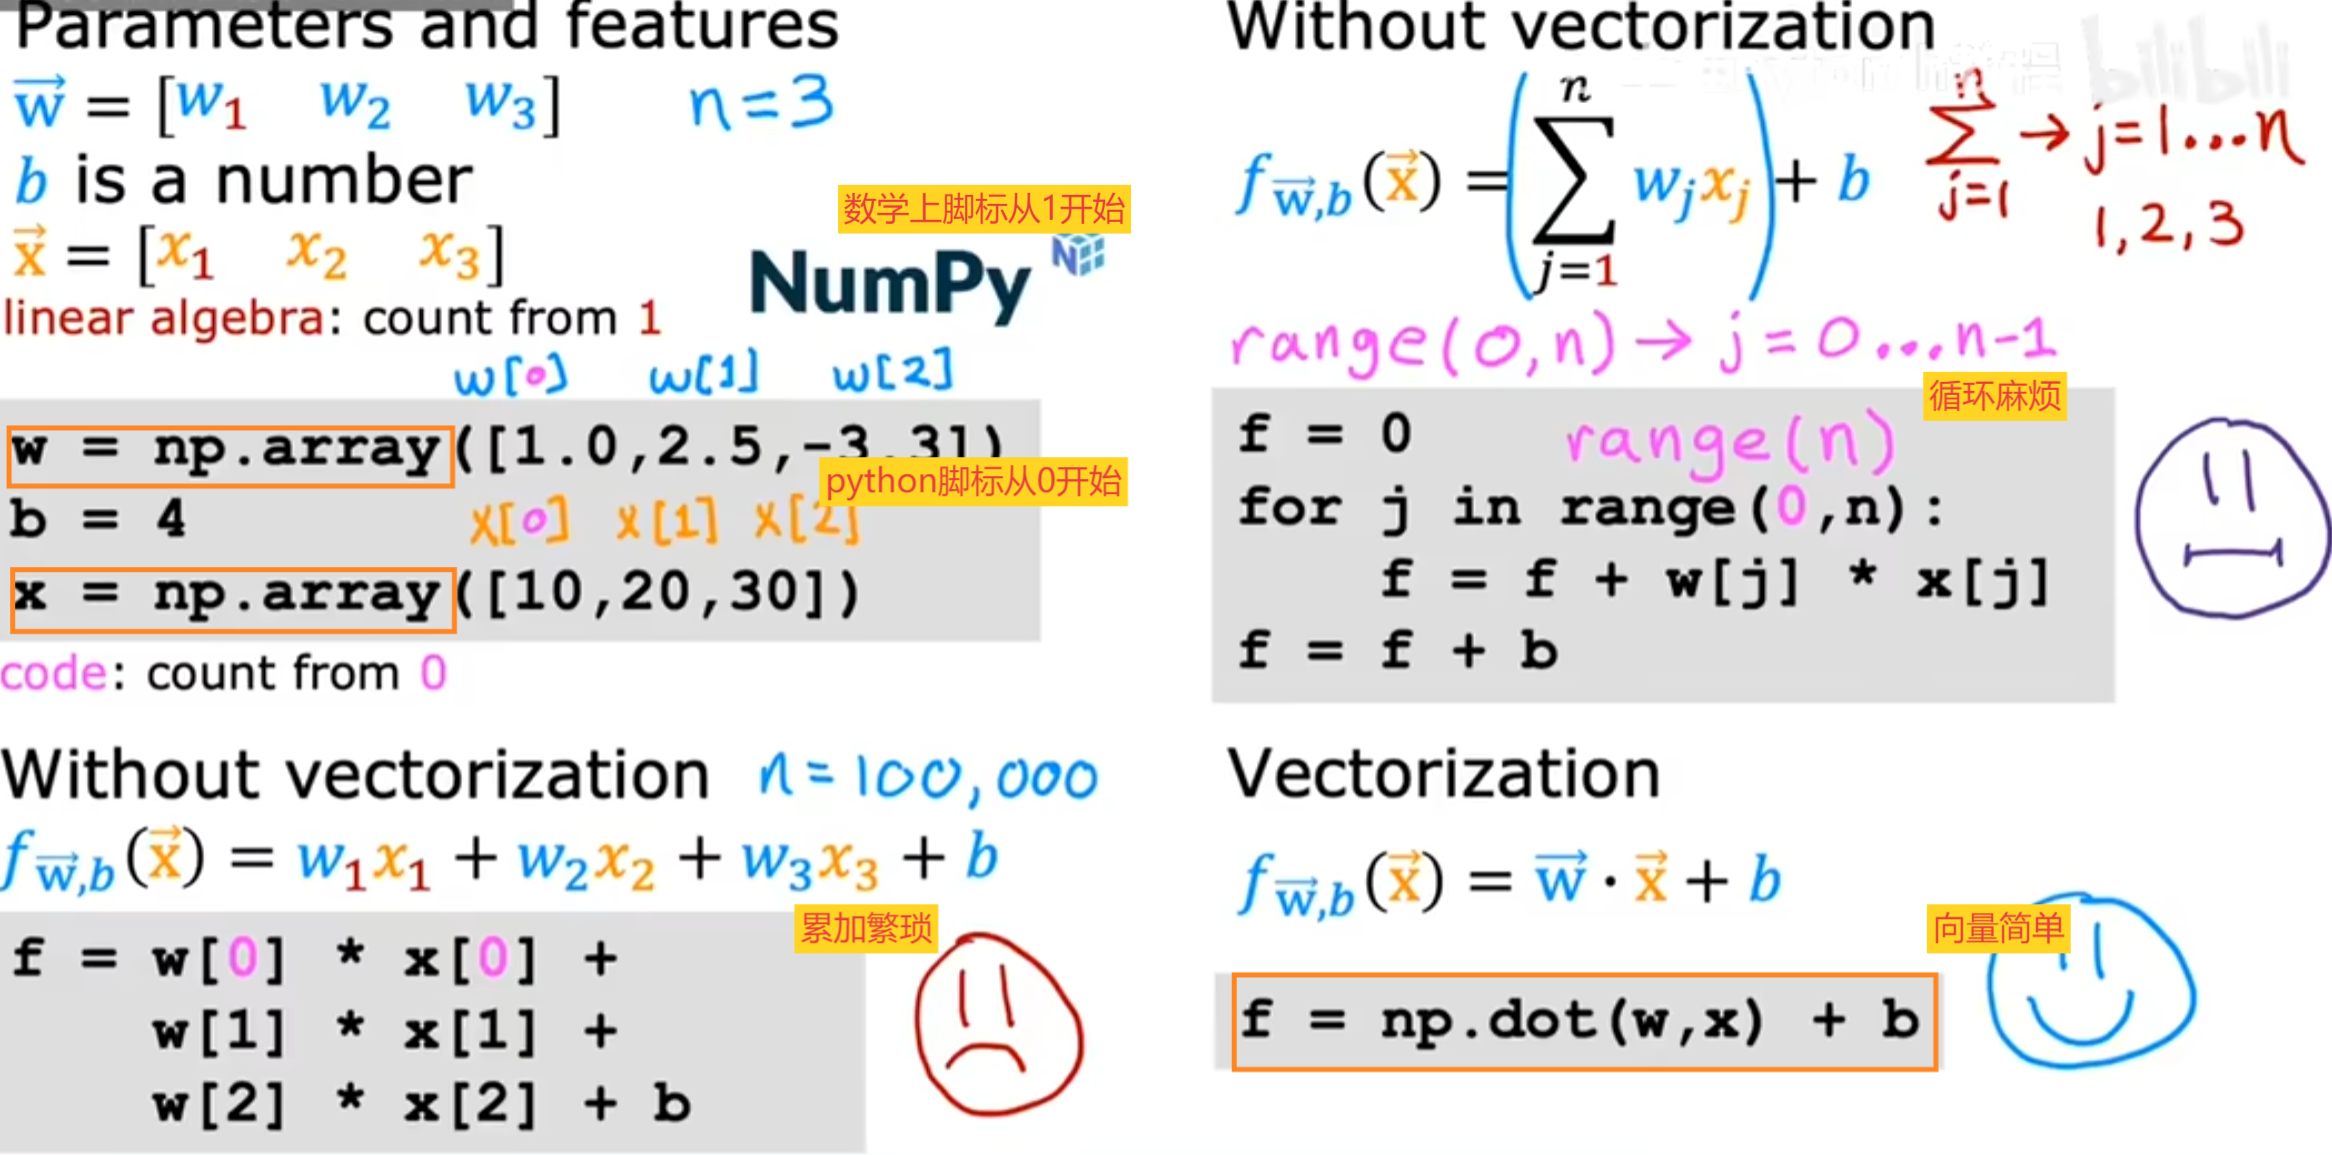 Parameters and features
w⃗ = [w₁ w₂ w₃] n=3
b is a number
数学上脚标从1开始
x⃗ = [x₁ x₂ x₃]
NumPy
linear algebra: count from 1
w[0] w[1] w[2]
w = np.array([1.0,2.5,-3.3])
python脚标从0开始
b = 4 x[0] x[1] x[2]
x = np.array([10,20,30])
code: count from 0
Without vectorization
bilibili
f w⃗,b (x⃗) = (∑ⁿⱼ₌₁ wⱼxⱼ) + b ∑ⁿⱼ₌₁ → j=1...n
1,2,3
range(0,n) → j=0...n-1
循环麻烦
f = 0 range(n)
for j in range(0,n):
f = f + w[j] * x[j]
f = f + b
Without vectorization n=100,000
f w⃗,b (x⃗) = w₁x₁ + w₂x₂ + w₃x₃ + b
累加繁琐
f = w[0] * x[0] +
w[1] * x[1] +
w[2] * x[2] + b
Vectorization
f w⃗,b (x⃗) = w⃗ · x⃗ + b
向量简单
f = np.dot(w,x) + b